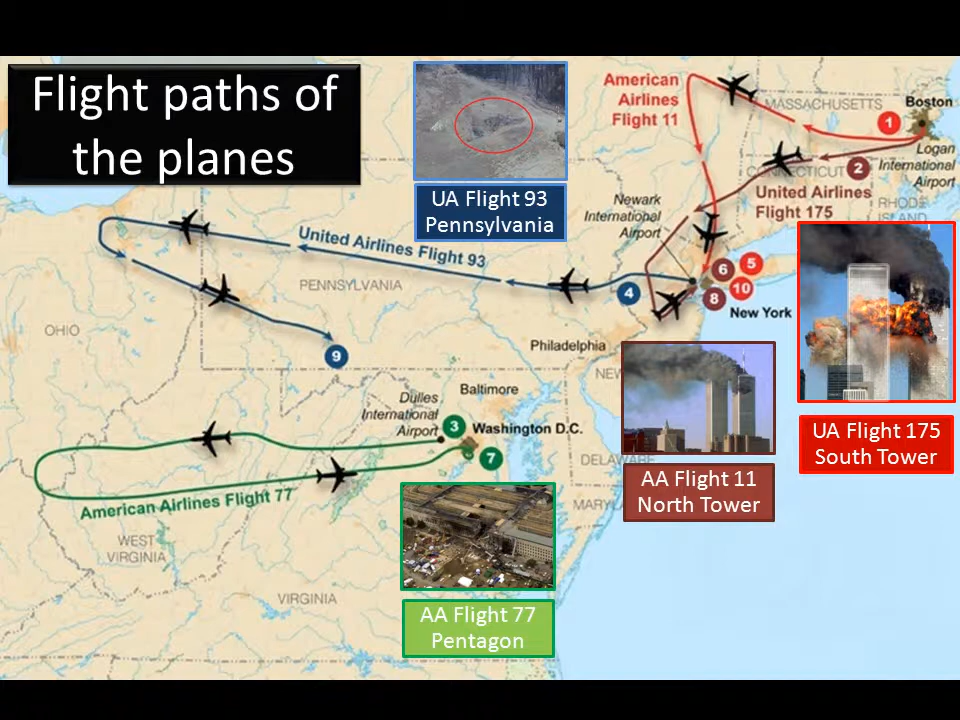 Flight paths of
the planes
UA Flight 93
Pennsylvania
American
Airlines
Flight 11
MASSACHUSETTS
Boston
1
Logan
International
Airport
2
CONNECTICUT
RHODE
ISLAND
United Airlines
Flight 175
Newark
International
Airport
United Airlines Flight 93
PENNSYLVANIA
4
6
5
10
8
New York
OHIO
9
Philadelphia
NEW
Baltimore
Dulles
International
Airport
3
Washington D.C.
7
DELAWARE
MARYL
American Airlines Flight 77
WEST
VIRGINIA
VIRGINIA
UA Flight 175
South Tower
AA Flight 11
North Tower
AA Flight 77
Pentagon